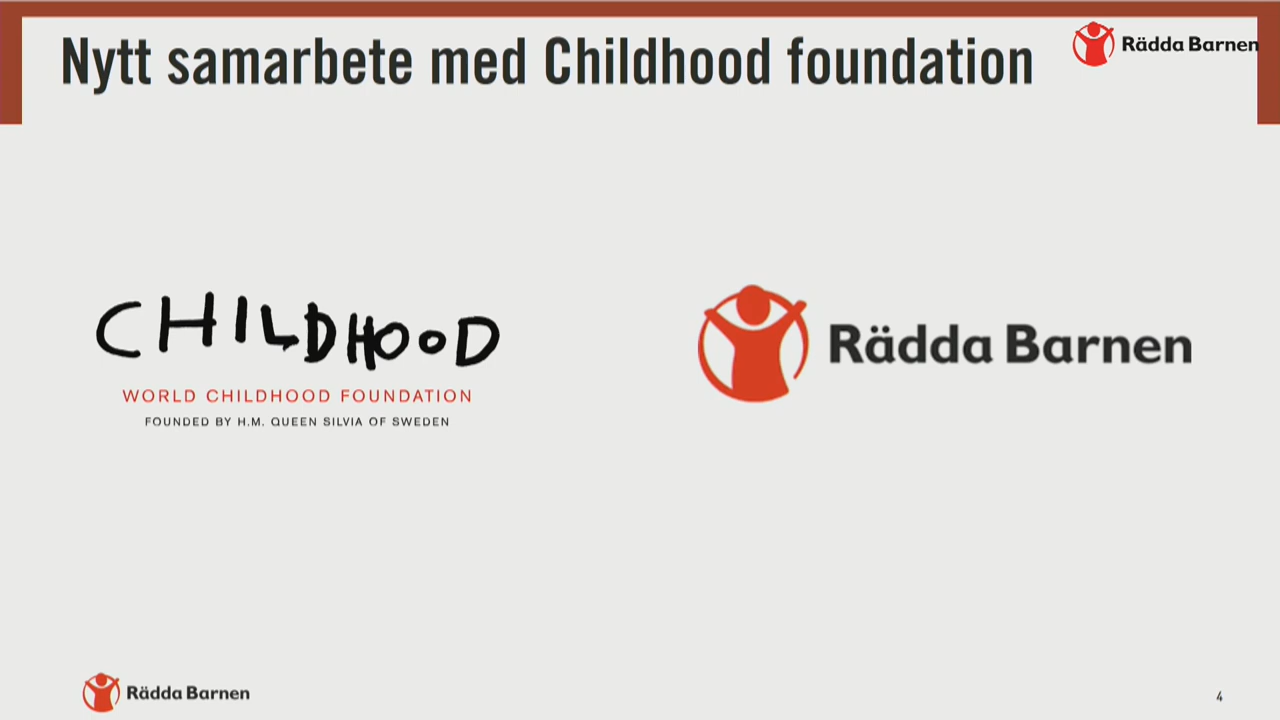 Nytt samarbete med Childhood foundation
Rädda Barnen
CHILDHOOD
WORLD CHILDHOOD FOUNDATION
FOUNDED BY H.M. QUEEN SILVIA OF SWEDEN
Rädda Barnen
Rädda Barnen
4